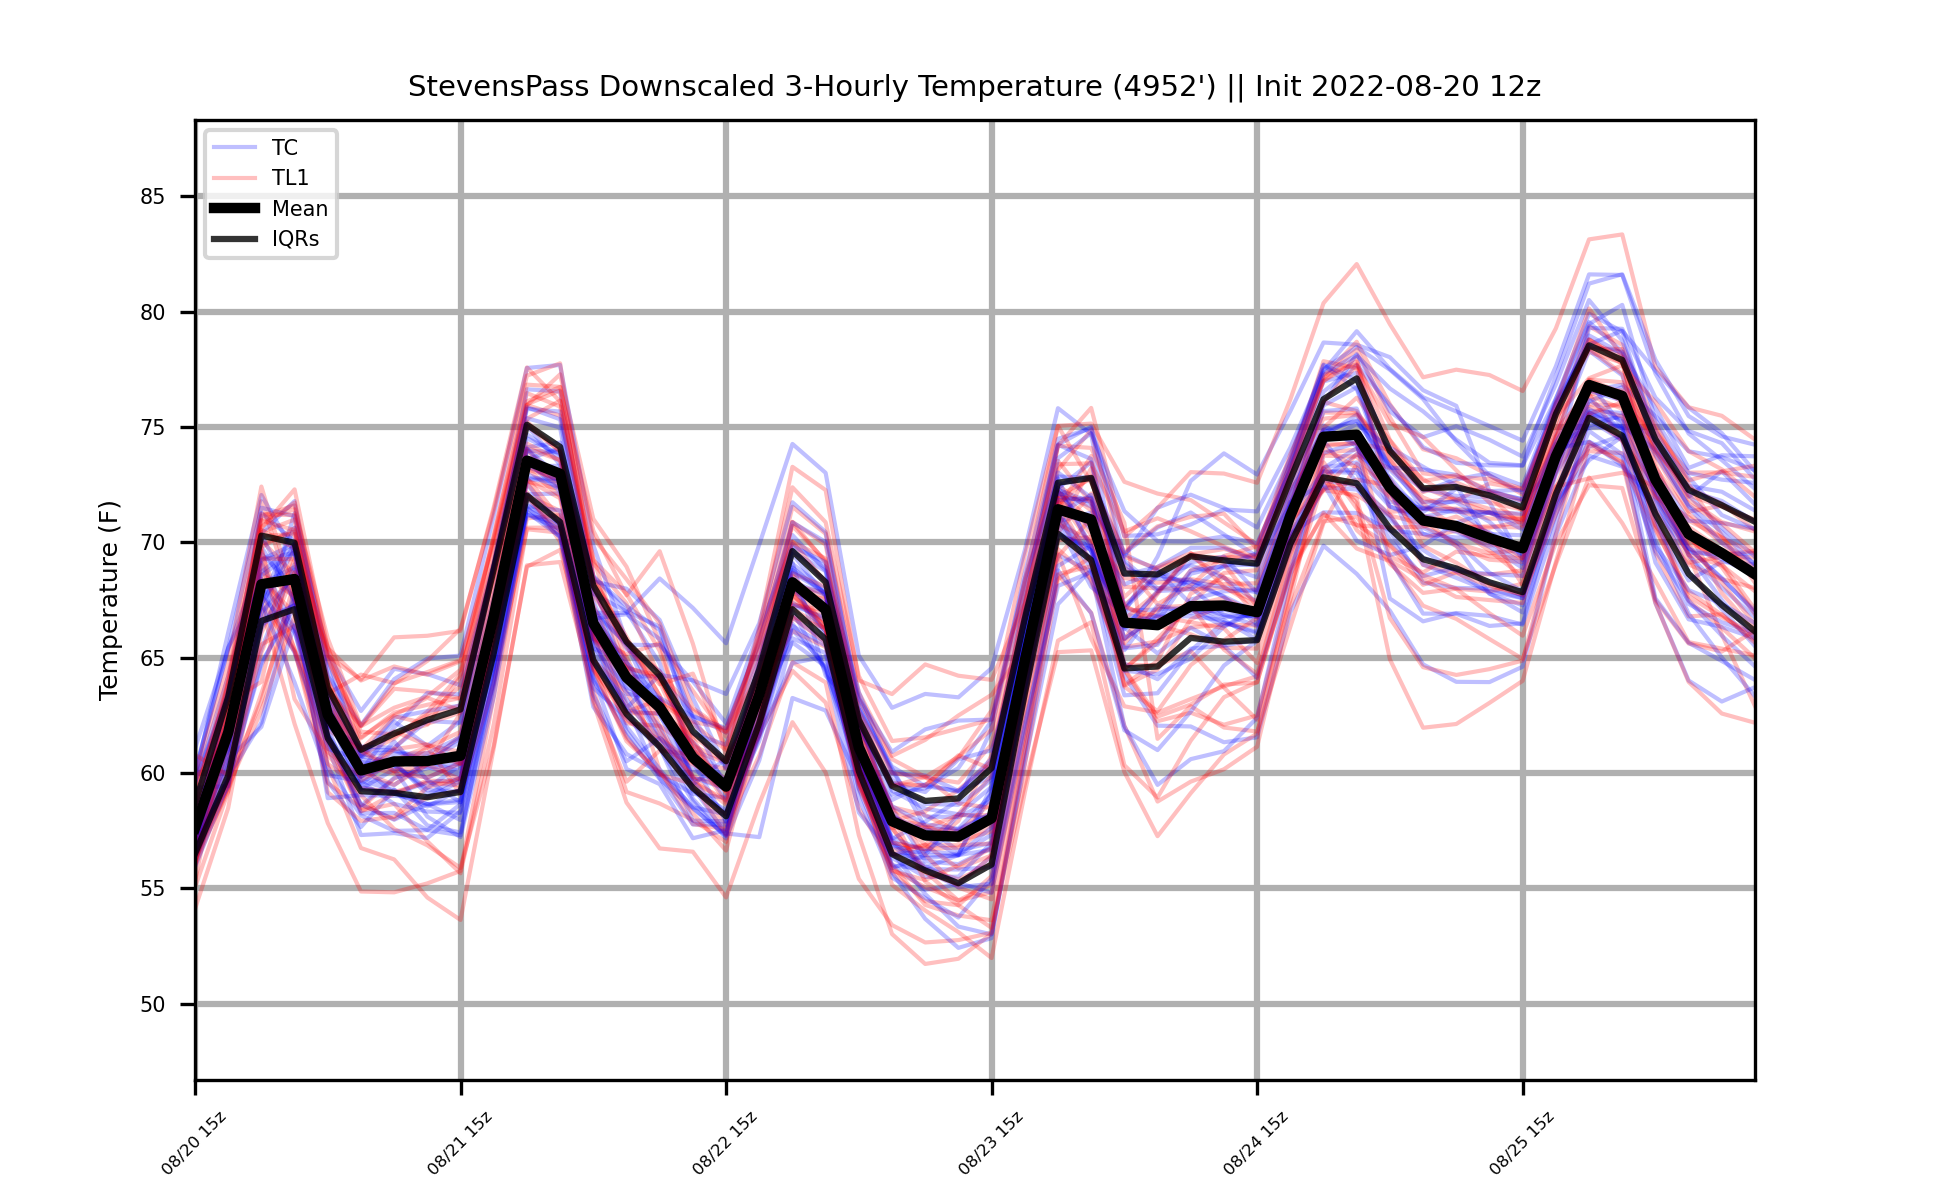 StevensPass Downscaled 3-Hourly Temperature (4952') || Init 2022-08-20 12z
TC
TL1
Mean
IQRs
Temperature (F)
85
80
75
70
65
60
55
50
08/20 15z
08/21 15z
08/22 15z
08/23 15z
08/24 15z
08/25 15z